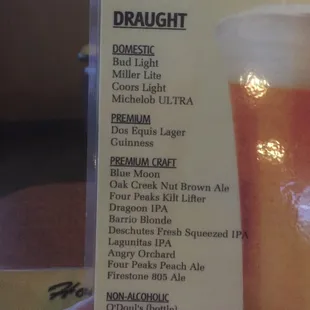 DRAUGHT
DOMESTIC
Bud Light
Miller Lite
Coors Light
Michelob ULTRA
PREMIUM
Dos Equis Lager
Guinness
PREMIUM CRAFT
Blue Moon
Oak Creek Nut Brown Ale
Four Peaks Kilt Lifter
Dragoon IPA
Barrio Blonde
Deschutes Fresh Squeezed IPA
Lagunitas IPA
Angry Orchard
Four Peaks Peach Ale
Firestone 805 Ale
NON-ALCOHOLIC
O'Doul's (bottle)